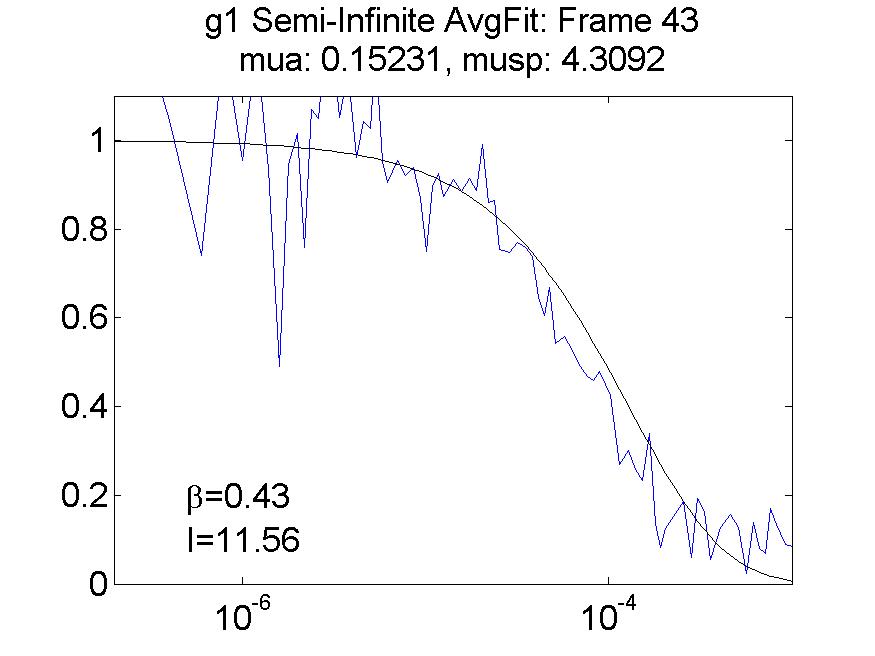 g1 Semi-Infinite AvgFit: Frame 43
mua: 0.15231, musp: 4.3092
1
0.8
0.6
0.4
0.2
0
β=0.43
I=11.56
10^-6
10^-4